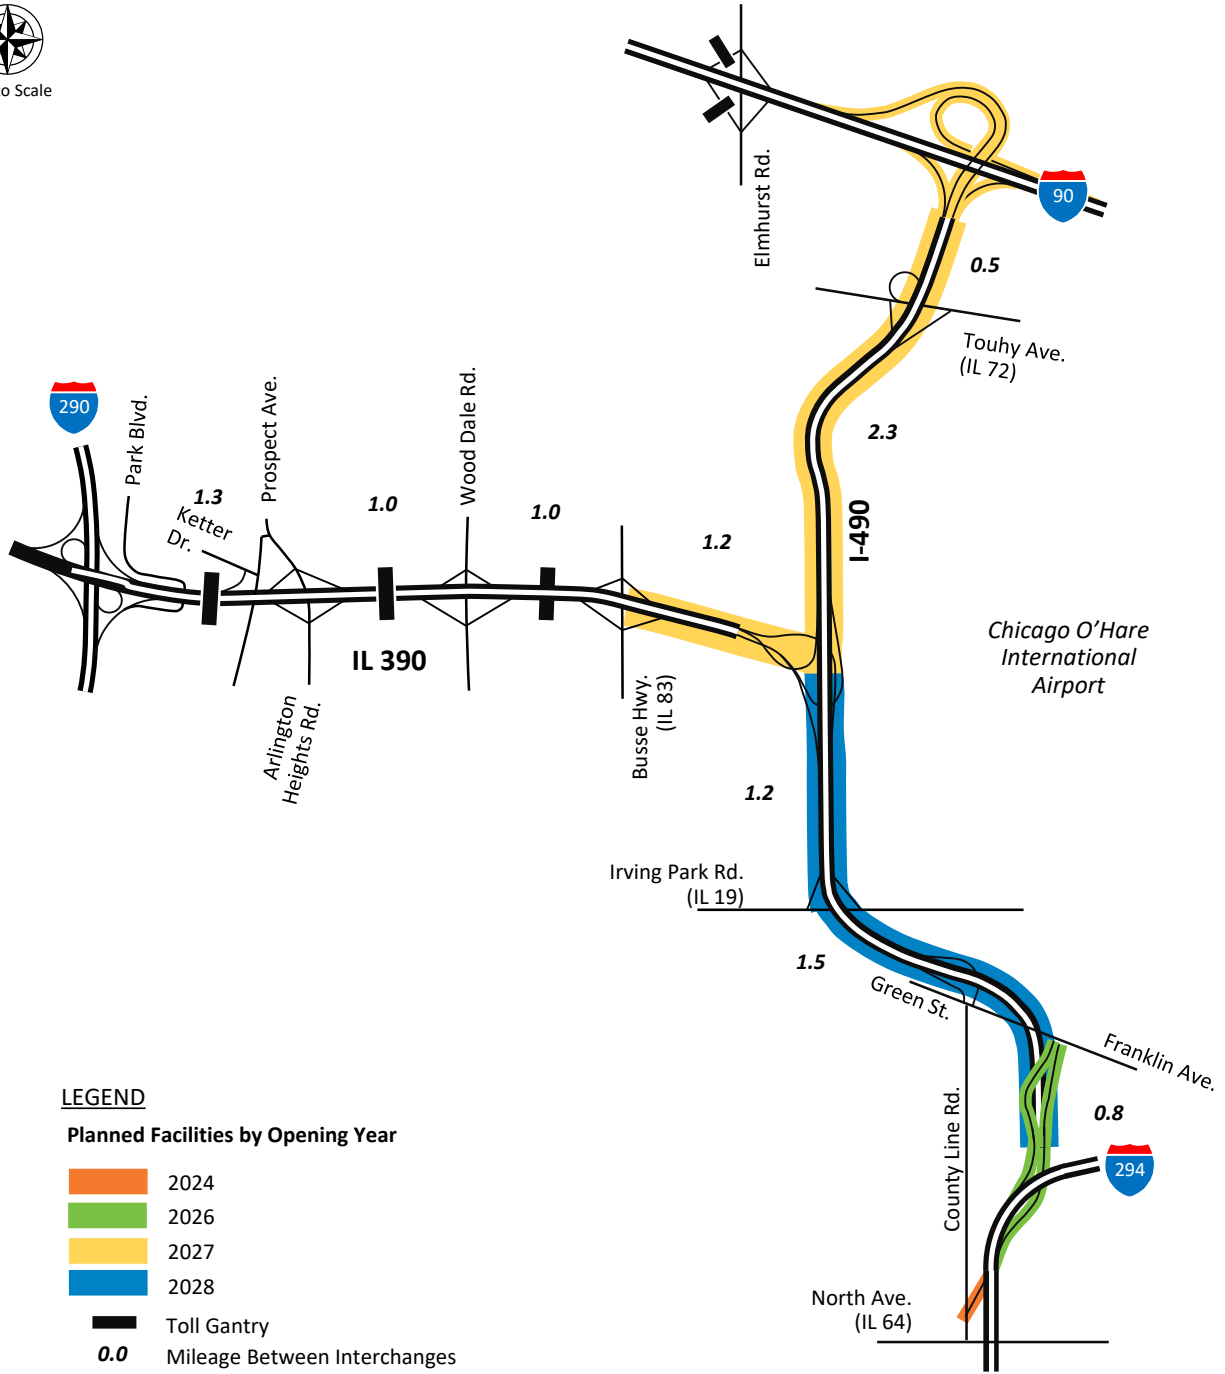 to Scale
Elmhurst Rd.
90
0.5
Touhy Ave.
(IL 72)
2.3
290
Park Blvd.
1.3
Ketter
Dr.
Prospect Ave.
1.0
Wood Dale Rd.
1.0
1.2
I-490
IL 390
Arlington
Heights Rd.
Busse Hwy.
(IL 83)
Chicago O'Hare
International
Airport
1.2
Irving Park Rd.
(IL 19)
1.5
Green St.
Franklin Ave.
County Line Rd.
0.8
294
North Ave.
(IL 64)
LEGEND
Planned Facilities by Opening Year
2024
2026
2027
2028
Toll Gantry
0.0 Mileage Between Interchanges